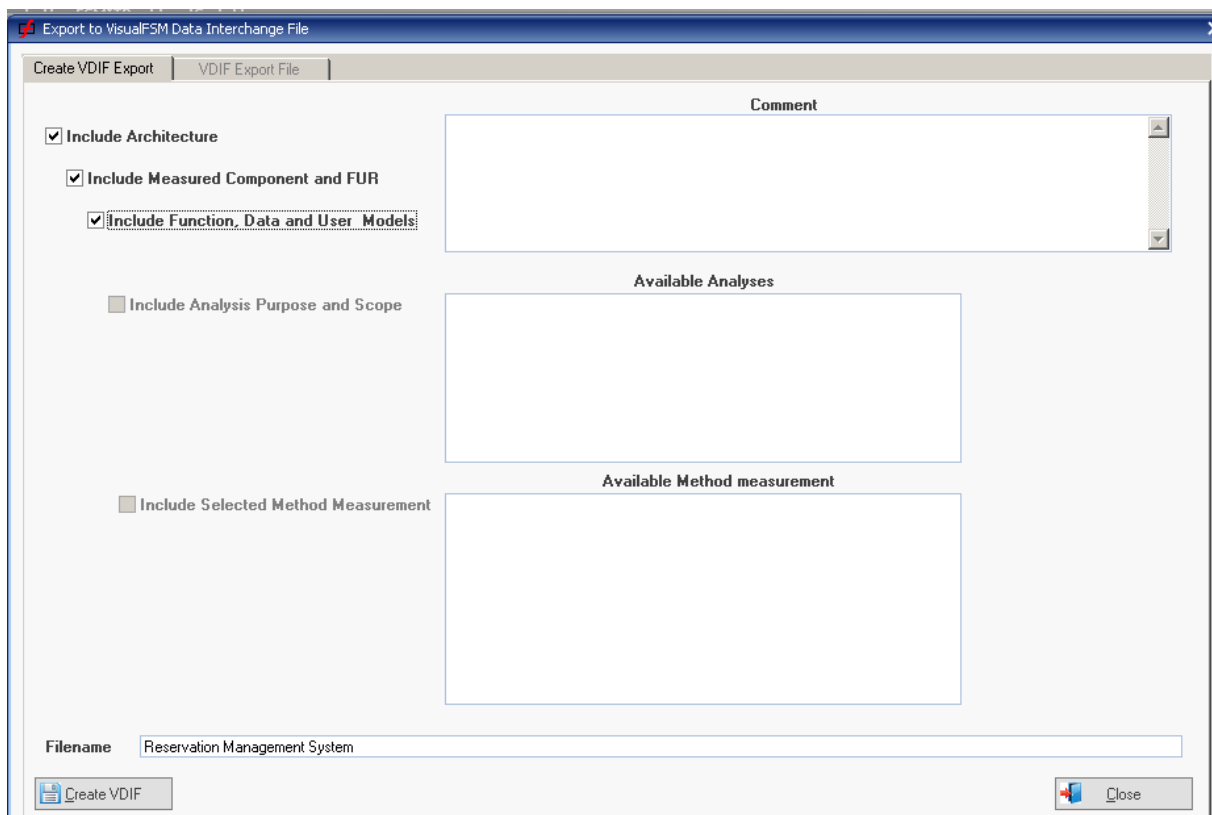 Export to VisualFSM Data Interchange File
Create VDIF Export
VDIF Export File
Comment
Include Architecture
Include Measured Component and FUR
Include Function, Data and User  Models
Available Analyses
Include Analysis Purpose and Scope
Available Method measurement
Include Selected Method Measurement
Filename
Reservation Management System
Create VDIF
Close